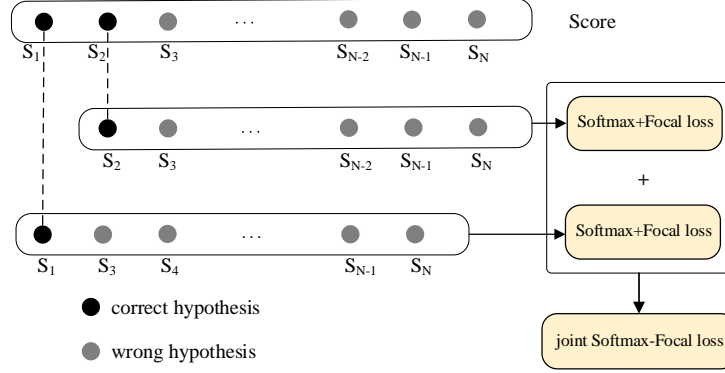 Score
S1 S2 S3 ... SN-2 SN-1 SN
Softmax+Focal loss
S2 S3 ... SN-2 SN-1 SN
+
Softmax+Focal loss
S1 S3 S4 ... SN-1 SN
correct hypothesis
joint Softmax-Focal loss
wrong hypothesis